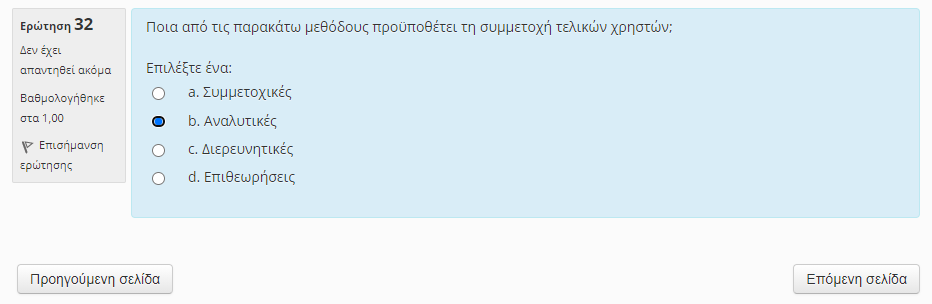 Ερώτηση 32
Δεν έχει
απαντηθεί ακόμα
Βαθμολογήθηκε
στα 1,00
Επισήμανση
ερώτησης
Ποια από τις παρακάτω μεθόδους προϋποθέτει τη συμμετοχή τελικών χρηστών;
Επιλέξτε ένα:
a. Συμμετοχικές
b. Αναλυτικές
c. Διερευνητικές
d. Επιθεωρήσεις
Προηγούμενη σελίδα
Επόμενη σελίδα